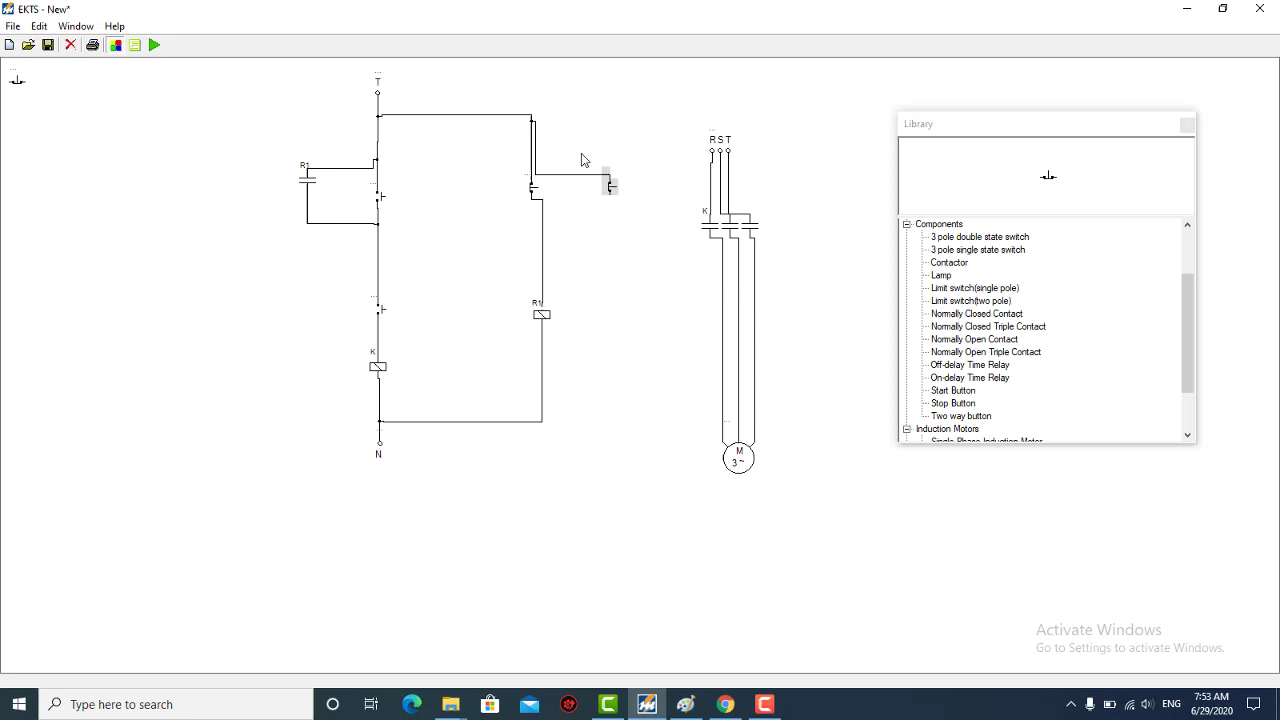 EKTS - New*
File Edit Window Help
...
...
T
R1
...
...
K
N
...
R1
...
R S T
K
...
M
3 ~
Library
Components
3 pole double state switch
3 pole single state switch
Contactor
Lamp
Limit switch(single pole)
Limit switch(two pole)
Normally Closed Contact
Normally Closed Triple Contact
Normally Open Contact
Normally Open Triple Contact
Off-delay Time Relay
On-delay Time Relay
Start Button
Stop Button
Two way button
Induction Motors
Single Phase Induction Motor
Activate Windows
Go to Settings to activate Windows.
Type here to search
ENG
7:53 AM
6/29/2020